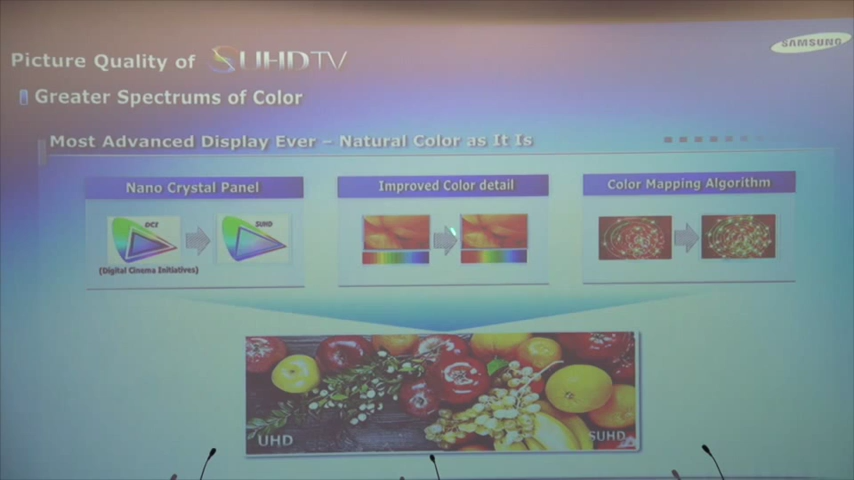 SAMSUNG
Picture Quality of SUHDTV
Greater Spectrums of Color
Most Advanced Display Ever – Natural Color as It Is
Nano Crystal Panel
Improved Color detail
Color Mapping Algorithm
DCI
SUHD
(Digital Cinema Initiatives)
UHD
SUHD